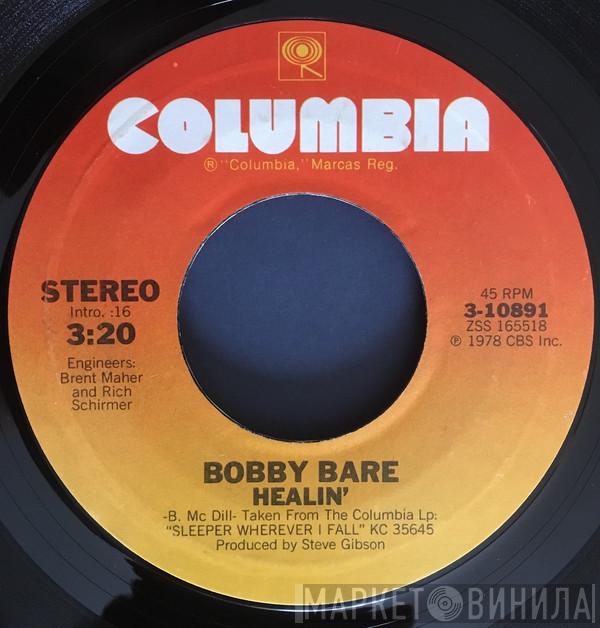 COLUMBIA
® "Columbia," Marcas Reg.
STEREO
Intro. :16
3:20
Engineers:
Brent Maher
and Rich
Schirmer
45 RPM
3-10891
ZSS 165518
℗ 1978 CBS Inc.
BOBBY BARE
HEALIN'
-B. Mc Dill- Taken From The Columbia Lp:
"SLEEPER WHEREVER I FALL" KC 35645
Produced by Steve Gibson
МАРКЕТ ВИНИЛА